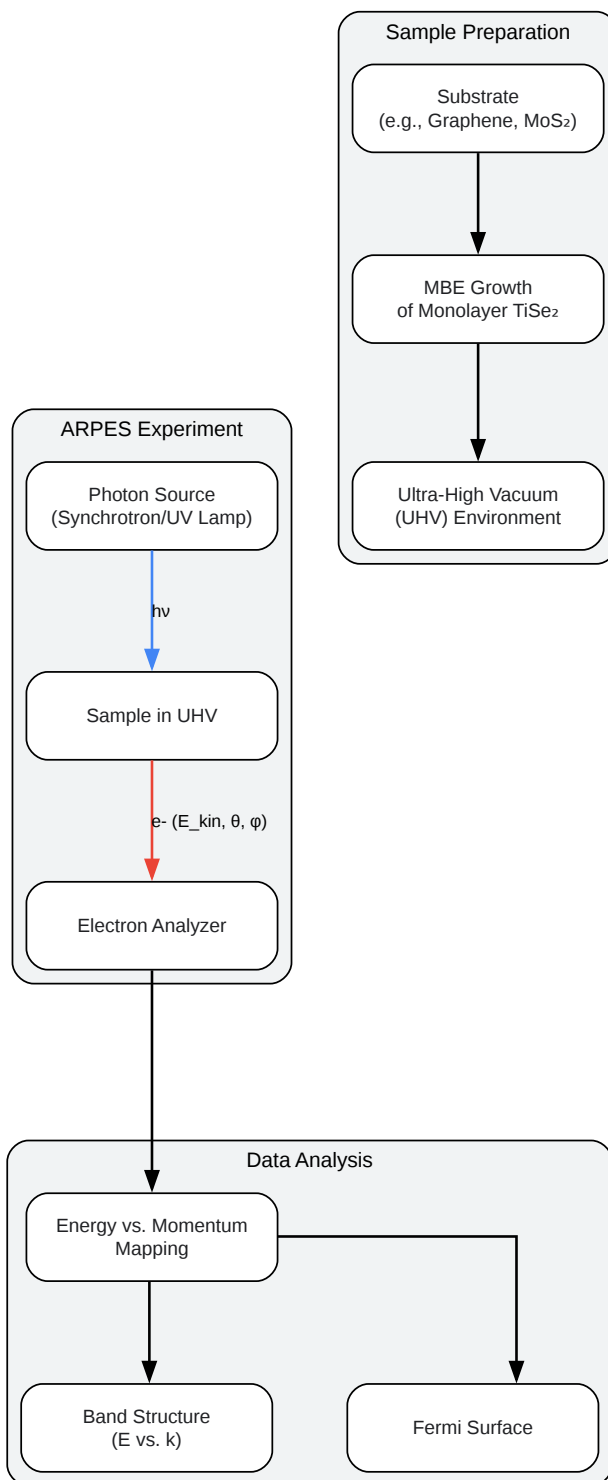 Sample Preparation
Substrate
(e.g., Graphene, MoS₂)
MBE Growth
of Monolayer TiSe₂
Ultra-High Vacuum
(UHV) Environment
ARPES Experiment
Photon Source
(Synchrotron/UV Lamp)
hν
Sample in UHV
e- (E_kin, θ, φ)
Electron Analyzer
Data Analysis
Energy vs. Momentum
Mapping
Band Structure
(E vs. k)
Fermi Surface